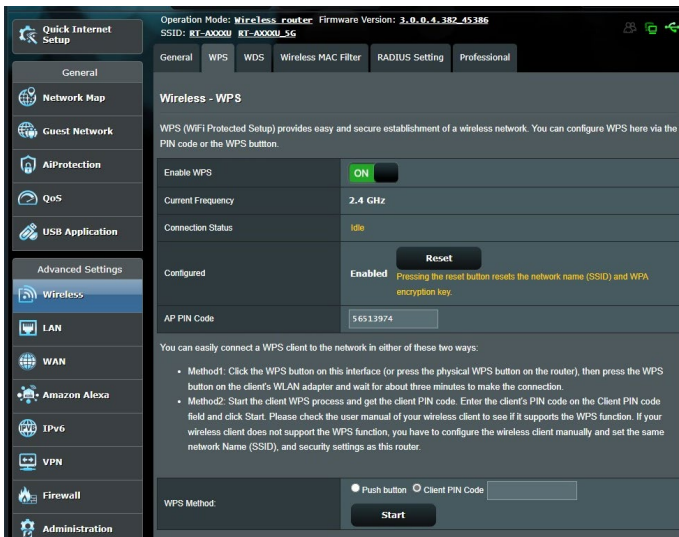 Quick Internet
Setup
General
Network Map
Guest Network
AiProtection
QoS
USB Application
Advanced Settings
Wireless
LAN
WAN
Amazon Alexa
IPv6
VPN
Firewall
Administration
Operation Mode: Wireless router Firmware Version: 3.0.0.4.382_45386
SSID: RT-AXXXU RT-AXXXU_5G
General WPS WDS Wireless MAC Filter RADIUS Setting Professional
Wireless - WPS
WPS (WiFi Protected Setup) provides easy and secure establishment of a wireless network. You can configure WPS here via the
PIN code or the WPS buttton.
Enable WPS ON
Current Frequency 2.4 GHz
Connection Status Idle
Configured Enabled Reset
Pressing the reset button resets the network name (SSID) and WPA
encryption key.
AP PIN Code 56513974
You can easily connect a WPS client to the network in either of these two ways:
• Method1: Click the WPS button on this interface (or press the physical WPS button on the router), then press the WPS
button on the client's WLAN adapter and wait for about three minutes to make the connection.
• Method2: Start the client WPS process and get the client PIN code. Enter the client's PIN code on the Client PIN code
field and click Start. Please check the user manual of your wireless client to see if it supports the WPS function. If your
wireless client does not support the WPS function, you have to configure the wireless client manually and set the same
network Name (SSID), and security settings as this router.
WPS Method: Push button Client PIN Code
Start